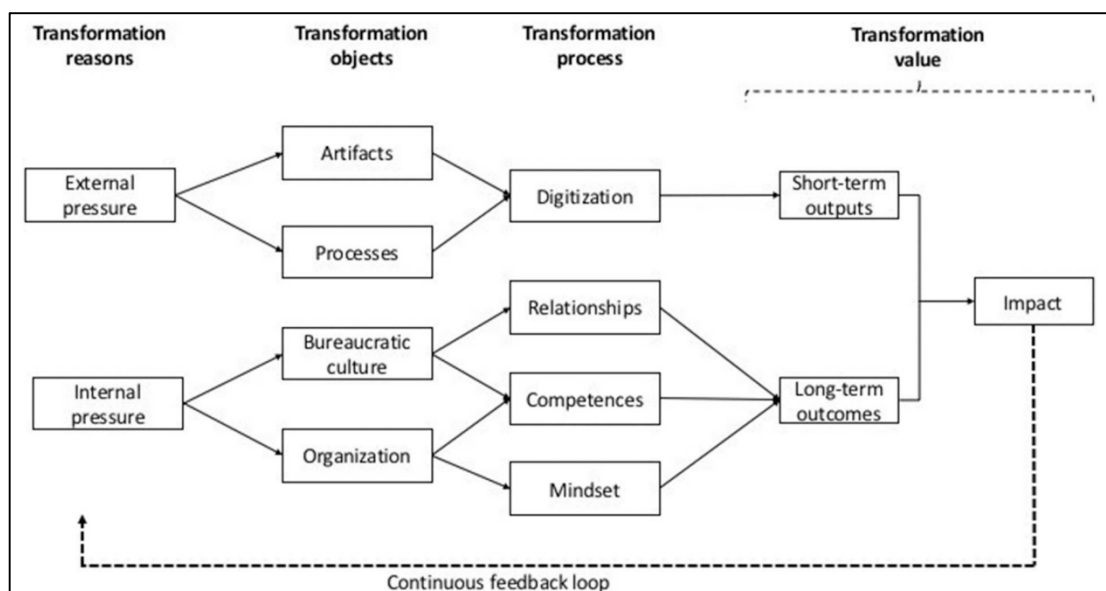 Transformation
reasons
Transformation
objects
Transformation
process
Transformation
value
External
pressure
Artifacts
Processes
Digitization
Short-term
outputs
Relationships
Impact
Bureaucratic
culture
Internal
pressure
Competences
Long-term
outcomes
Organization
Mindset
Continuous feedback loop